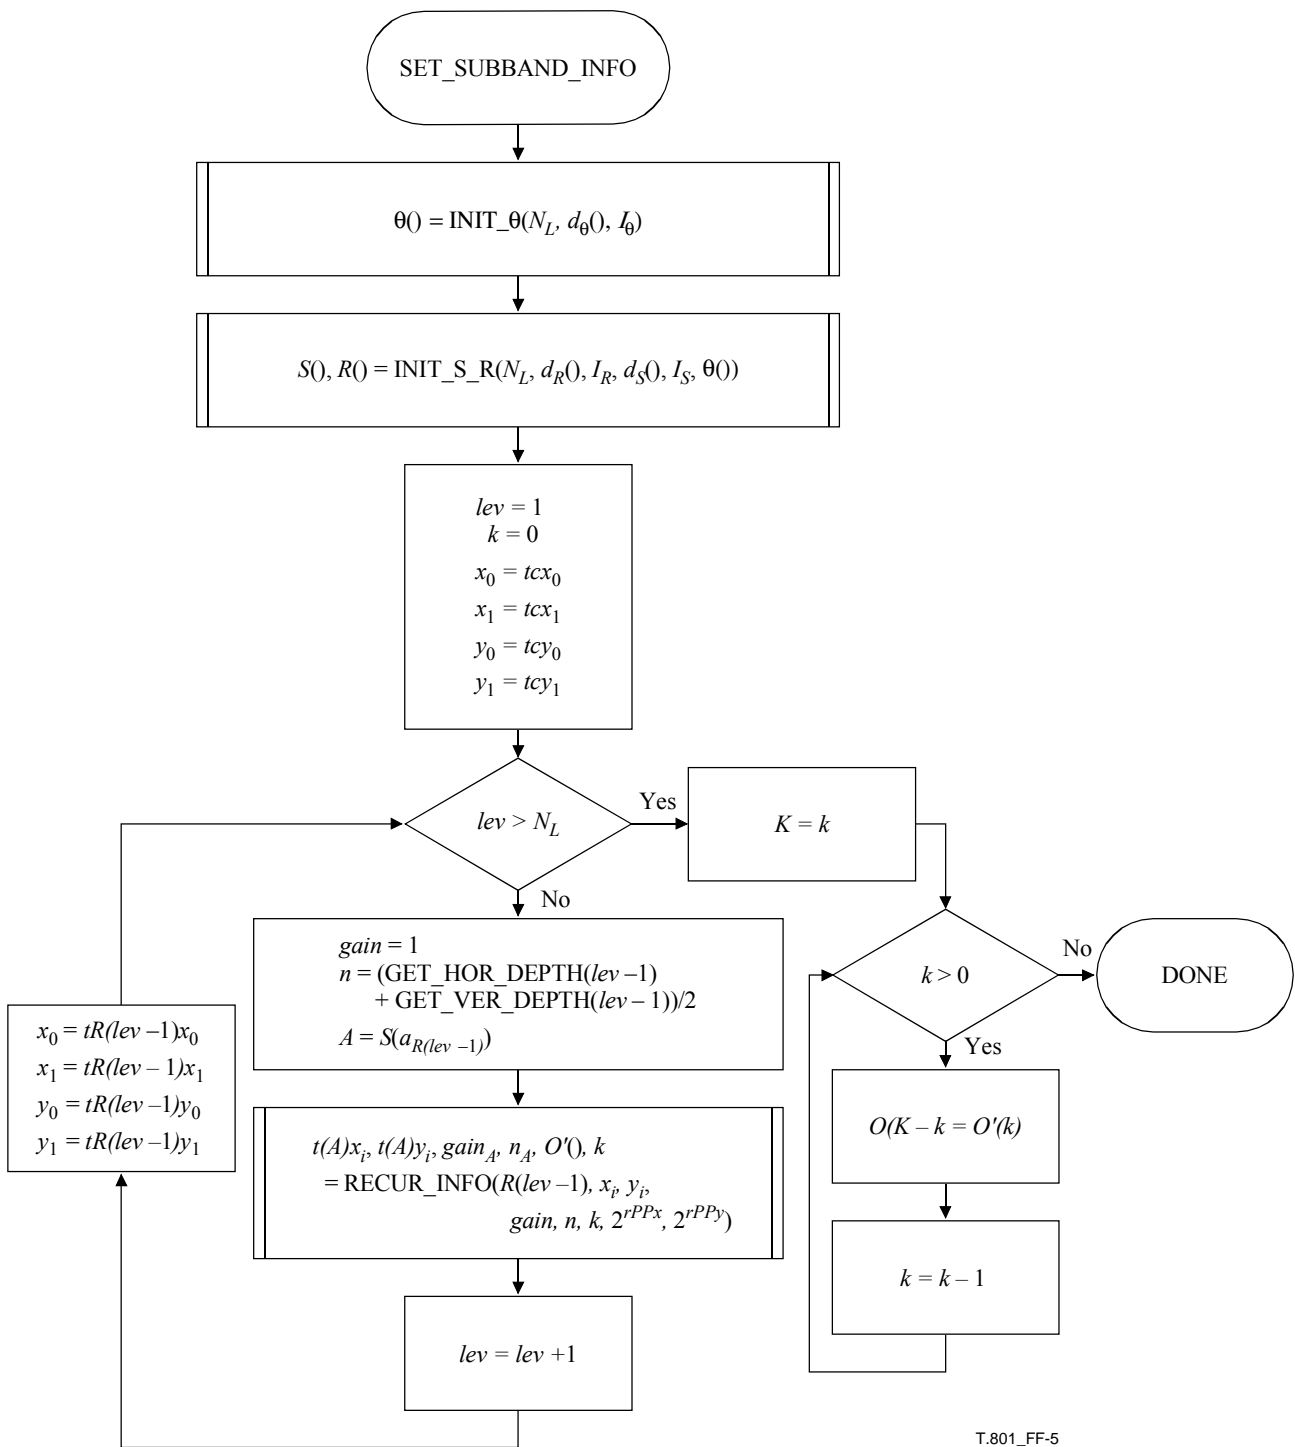 SET_SUBBAND_INFO
θ() = INIT_θ(N_L, d_θ(), I_θ)
S(), R() = INIT_S_R(N_L, d_R(), I_R, d_S(), I_S, θ())
lev = 1
k = 0
x_0 = tcx_0
x_1 = tcx_1
y_0 = tcy_0
y_1 = tcy_1
lev > N_L
Yes
K = k
No
gain = 1
n = (GET_HOR_DEPTH(lev –1)
+ GET_VER_DEPTH(lev – 1))/2
A = S(a_{R(lev –1)})
t(A)x_i, t(A)y_i, gain_A, n_A, O'(), k
= RECUR_INFO(R(lev –1), x_i, y_i,
gain, n, k, 2^{rPPx}, 2^{rPPy})
lev = lev +1
x_0 = tR(lev –1)x_0
x_1 = tR(lev – 1)x_1
y_0 = tR(lev –1)y_0
y_1 = tR(lev –1)y_1
k > 0
No
DONE
Yes
O(K – k = O'(k)
k = k – 1
T.801_FF-5